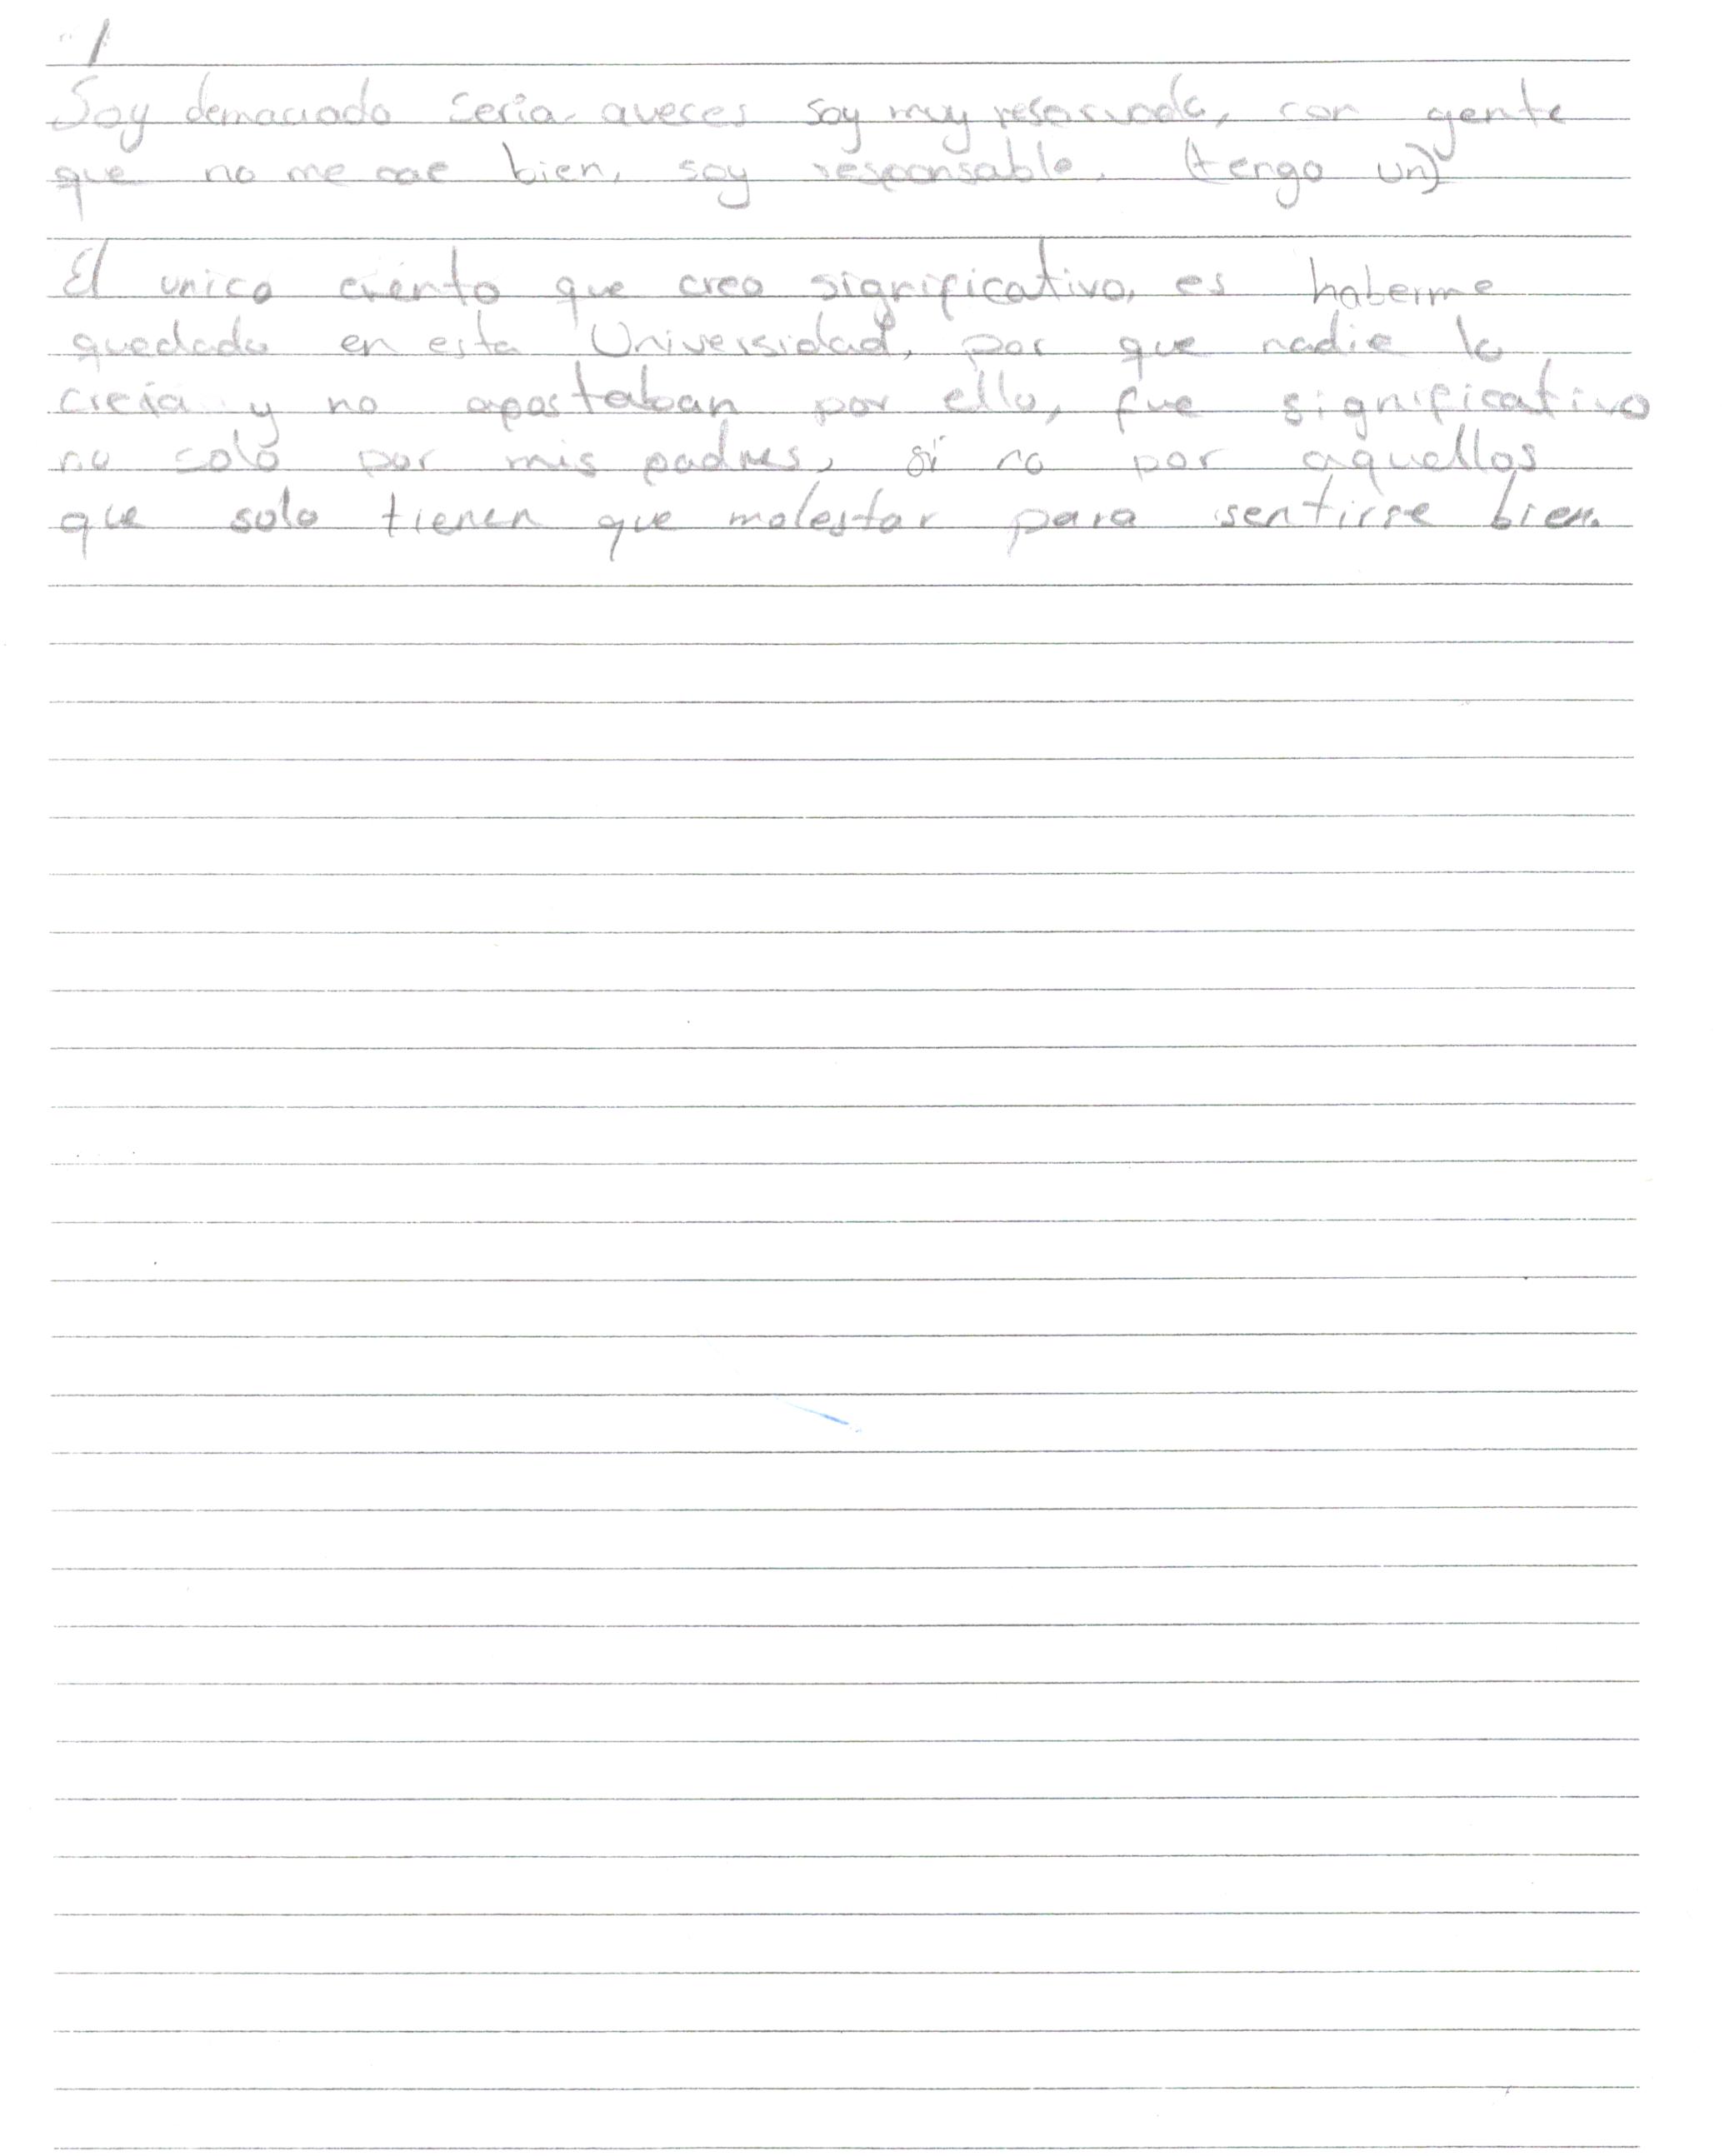 Soy demaciado seria. aveces soy muy reservada, con gente
que no me cae bien, soy responsable. (tengo un)
El unico evento que creo significativo, es haberme
quedado en esta Universidad, por que nadie lo
creía y no apostaban por ello, fue significativo
no solo por mis padres, si no por aquellos
que solo tienen que molestar para sentirse bien.